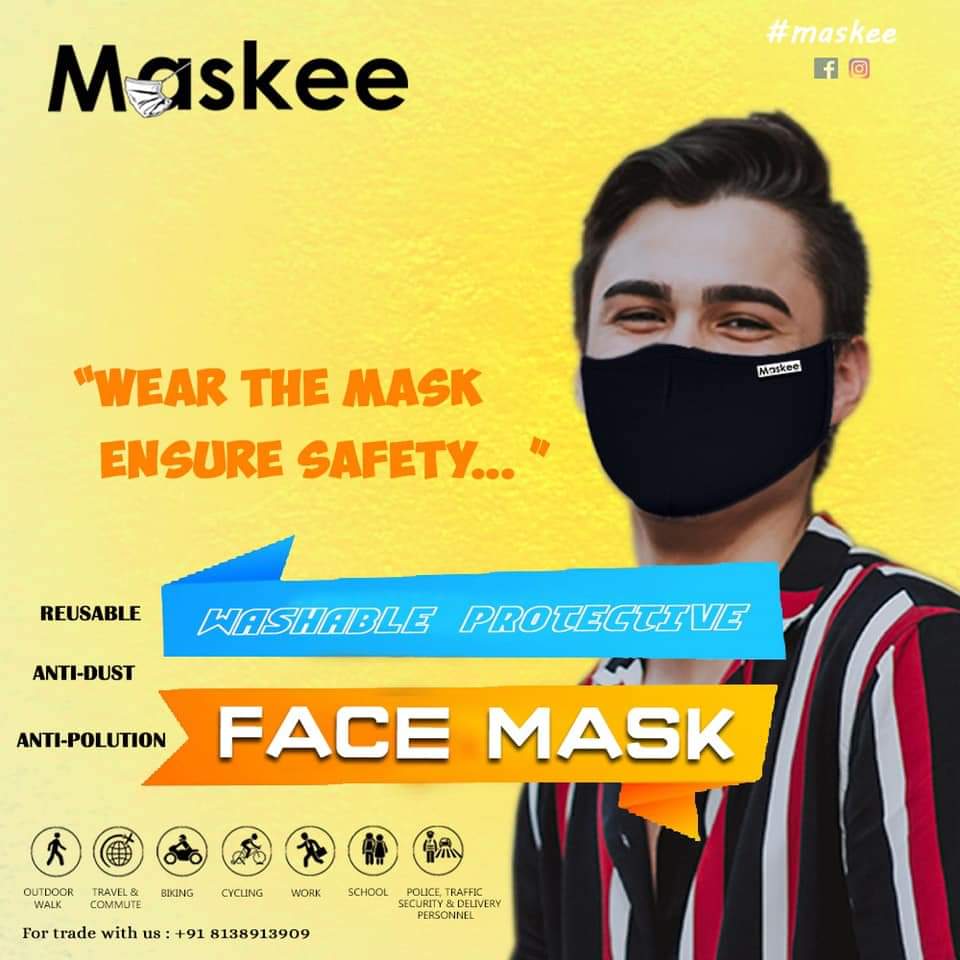 Maskee
#maskee
"WEAR THE MASK
ENSURE SAFETY... "
Maskee
REUSABLE
WASHABLE PROTECTIVE
ANTI-DUST
ANTI-POLUTION
FACE MASK
OUTDOOR
WALK
TRAVEL &
COMMUTE
BIKING
CYCLING
WORK
SCHOOL
POLICE, TRAFFIC
SECURITY & DELIVERY
PERSONNEL
For trade with us : +91 8138913909